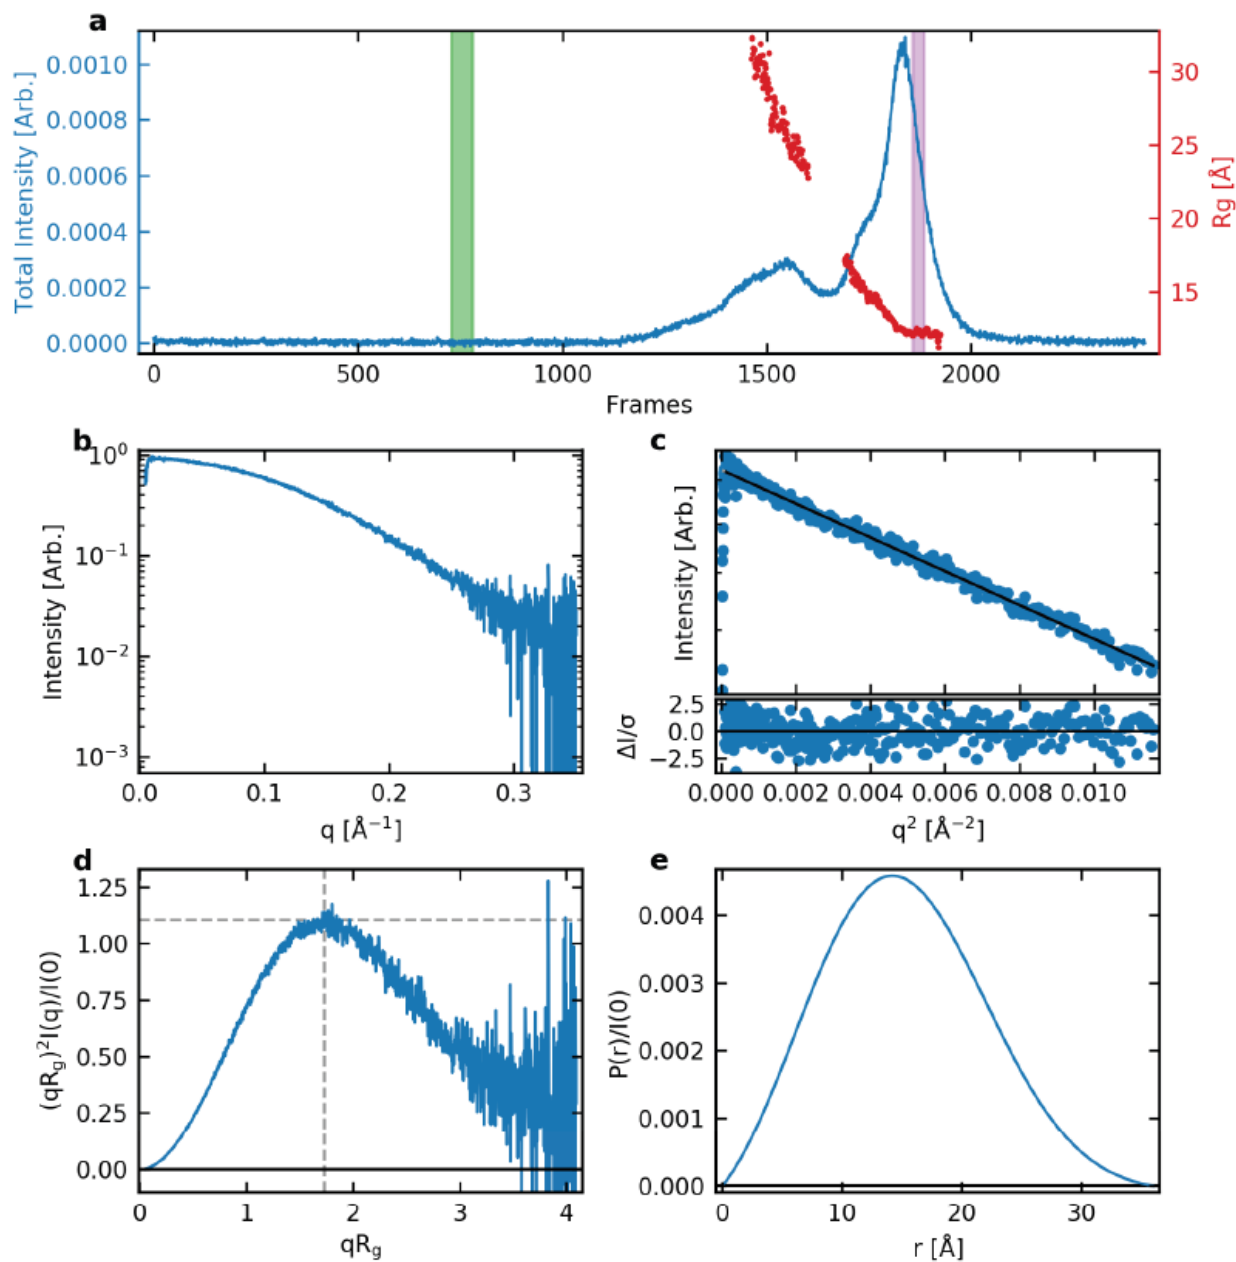 a
Total Intensity [Arb.]
0.0010
0.0008
0.0006
0.0004
0.0002
0.0000
30
25
20
15
Rg [Å]
0 500 1000 1500 2000
Frames
b
Intensity [Arb.]
10⁰
10⁻¹
10⁻²
10⁻³
0.0 0.1 0.2 0.3
q [Å⁻¹]
c
Intensity [Arb.]
ΔI/σ
2.5
0.0
−2.5
0.000 0.002 0.004 0.006 0.008 0.010
q² [Å⁻²]
d
(qRg)²I(q)/I(0)
1.25
1.00
0.75
0.50
0.25
0.00
0 1 2 3 4
qRg
e
P(r)/I(0)
0.004
0.003
0.002
0.001
0.000
0 10 20 30
r [Å]